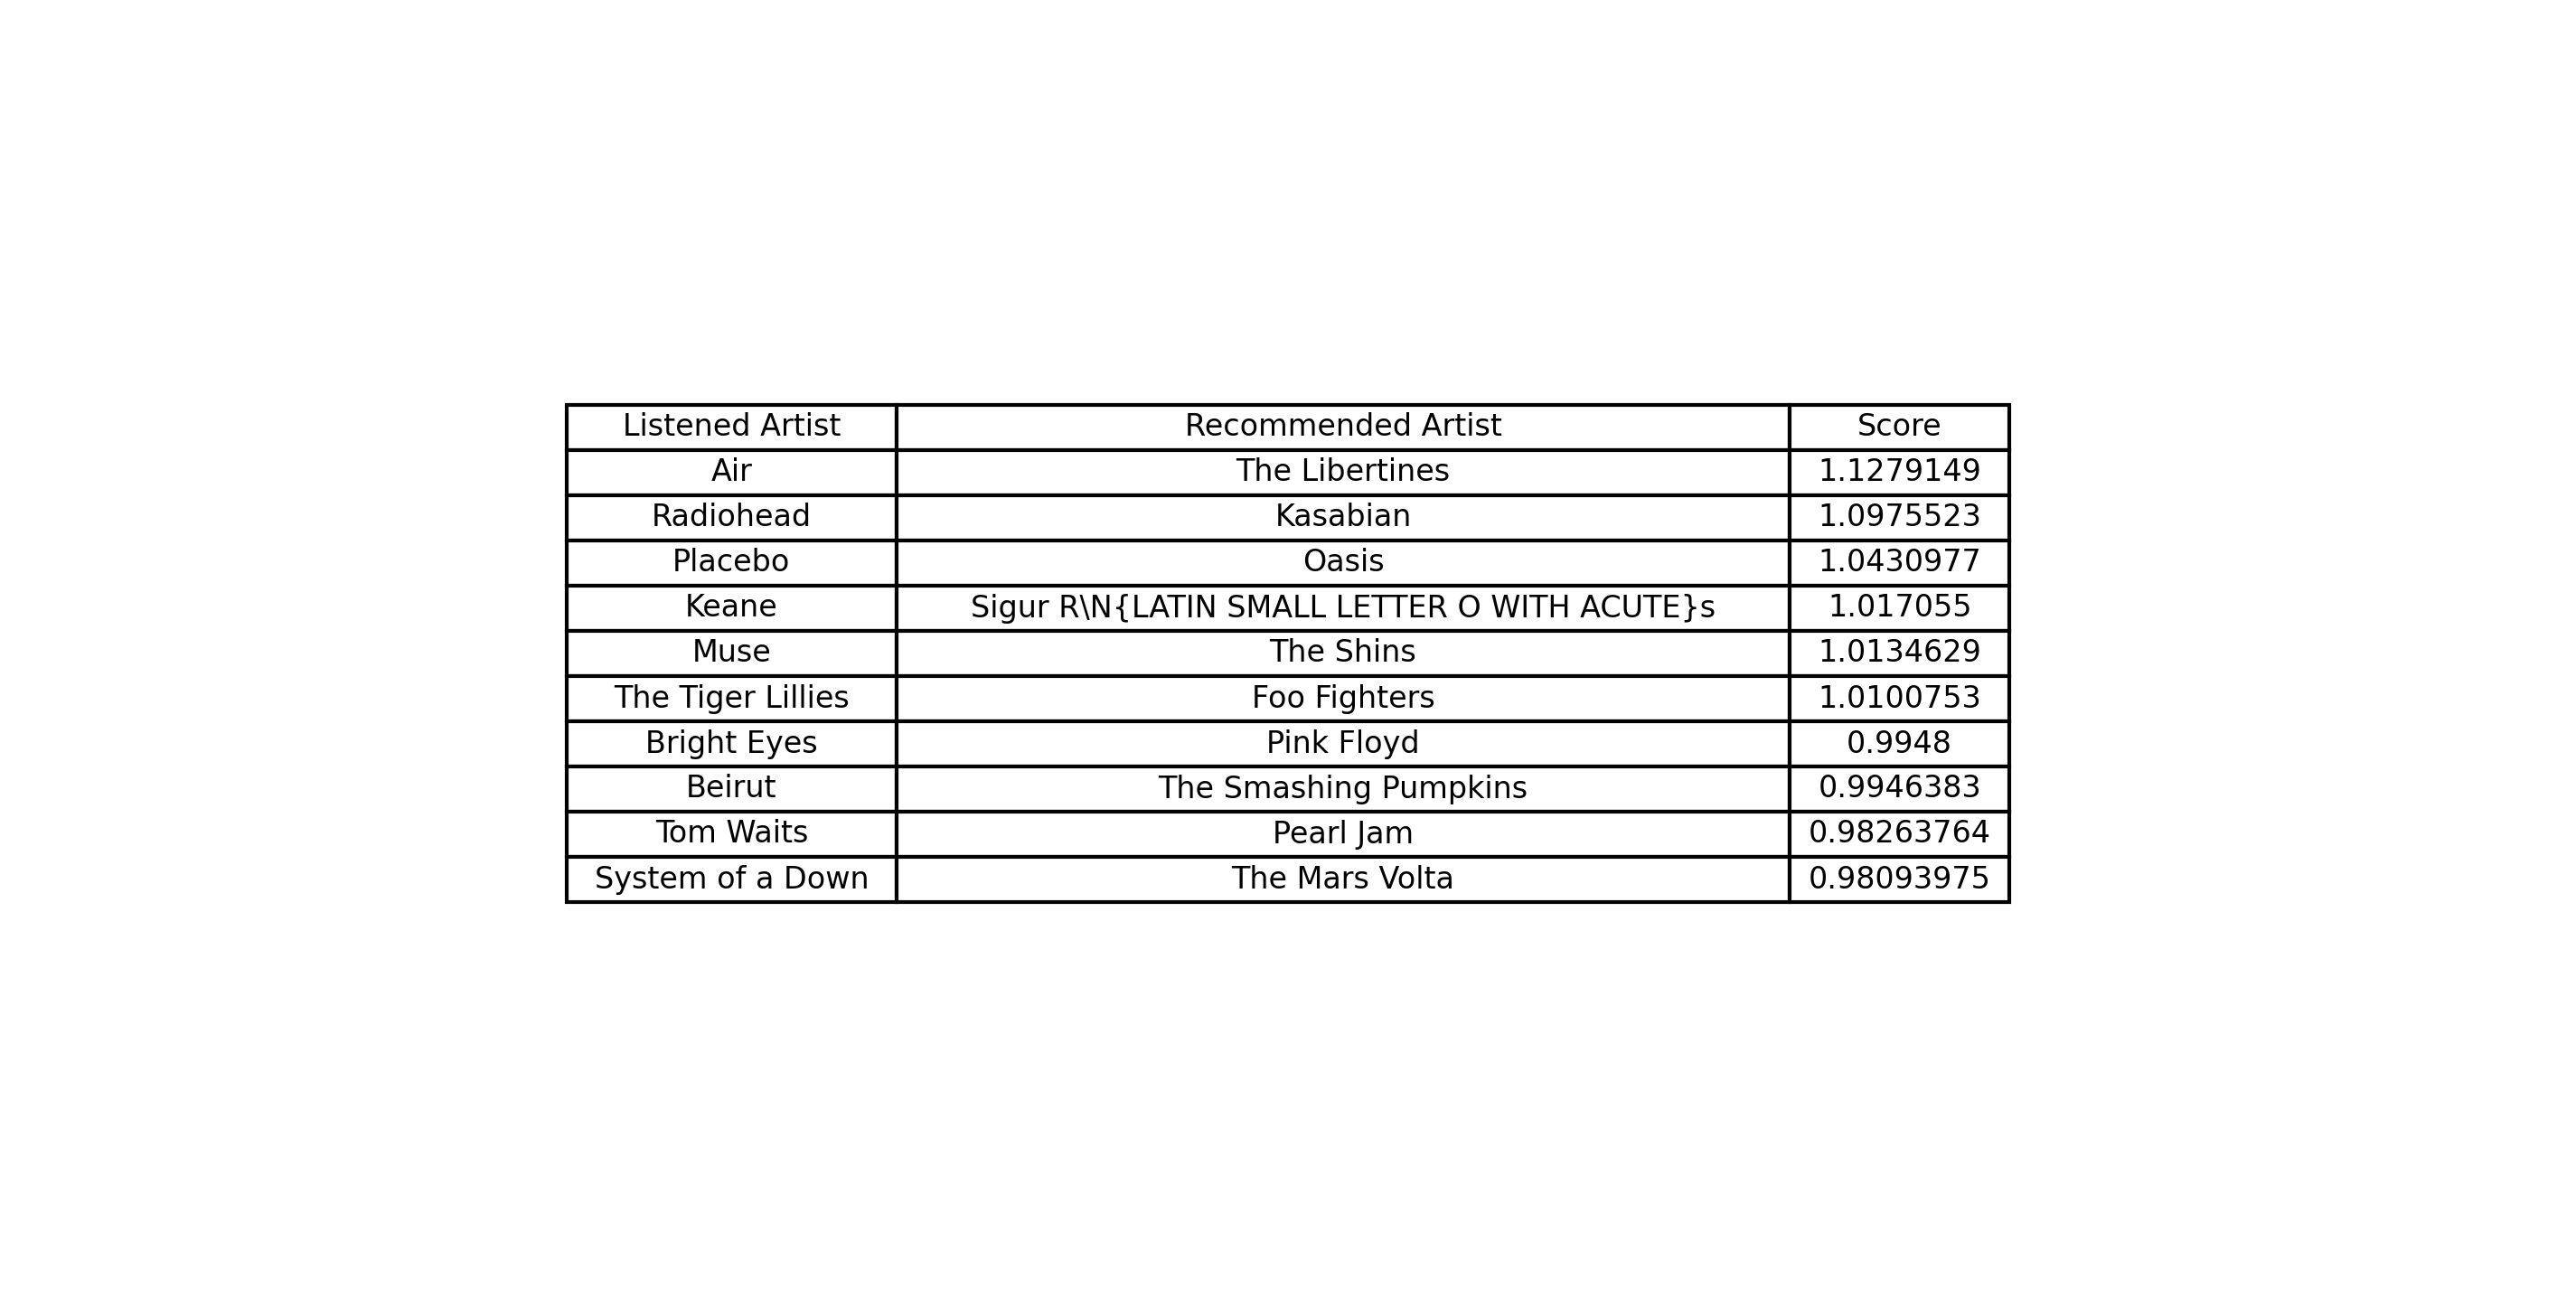 Listened Artist Recommended Artist Score
Air The Libertines 1.1279149
Radiohead Kasabian 1.0975523
Placebo Oasis 1.0430977
Keane Sigur R\N{LATIN SMALL LETTER O WITH ACUTE}s 1.017055
Muse The Shins 1.0134629
The Tiger Lillies Foo Fighters 1.0100753
Bright Eyes Pink Floyd 0.9948
Beirut The Smashing Pumpkins 0.9946383
Tom Waits Pearl Jam 0.98263764
System of a Down The Mars Volta 0.98093975